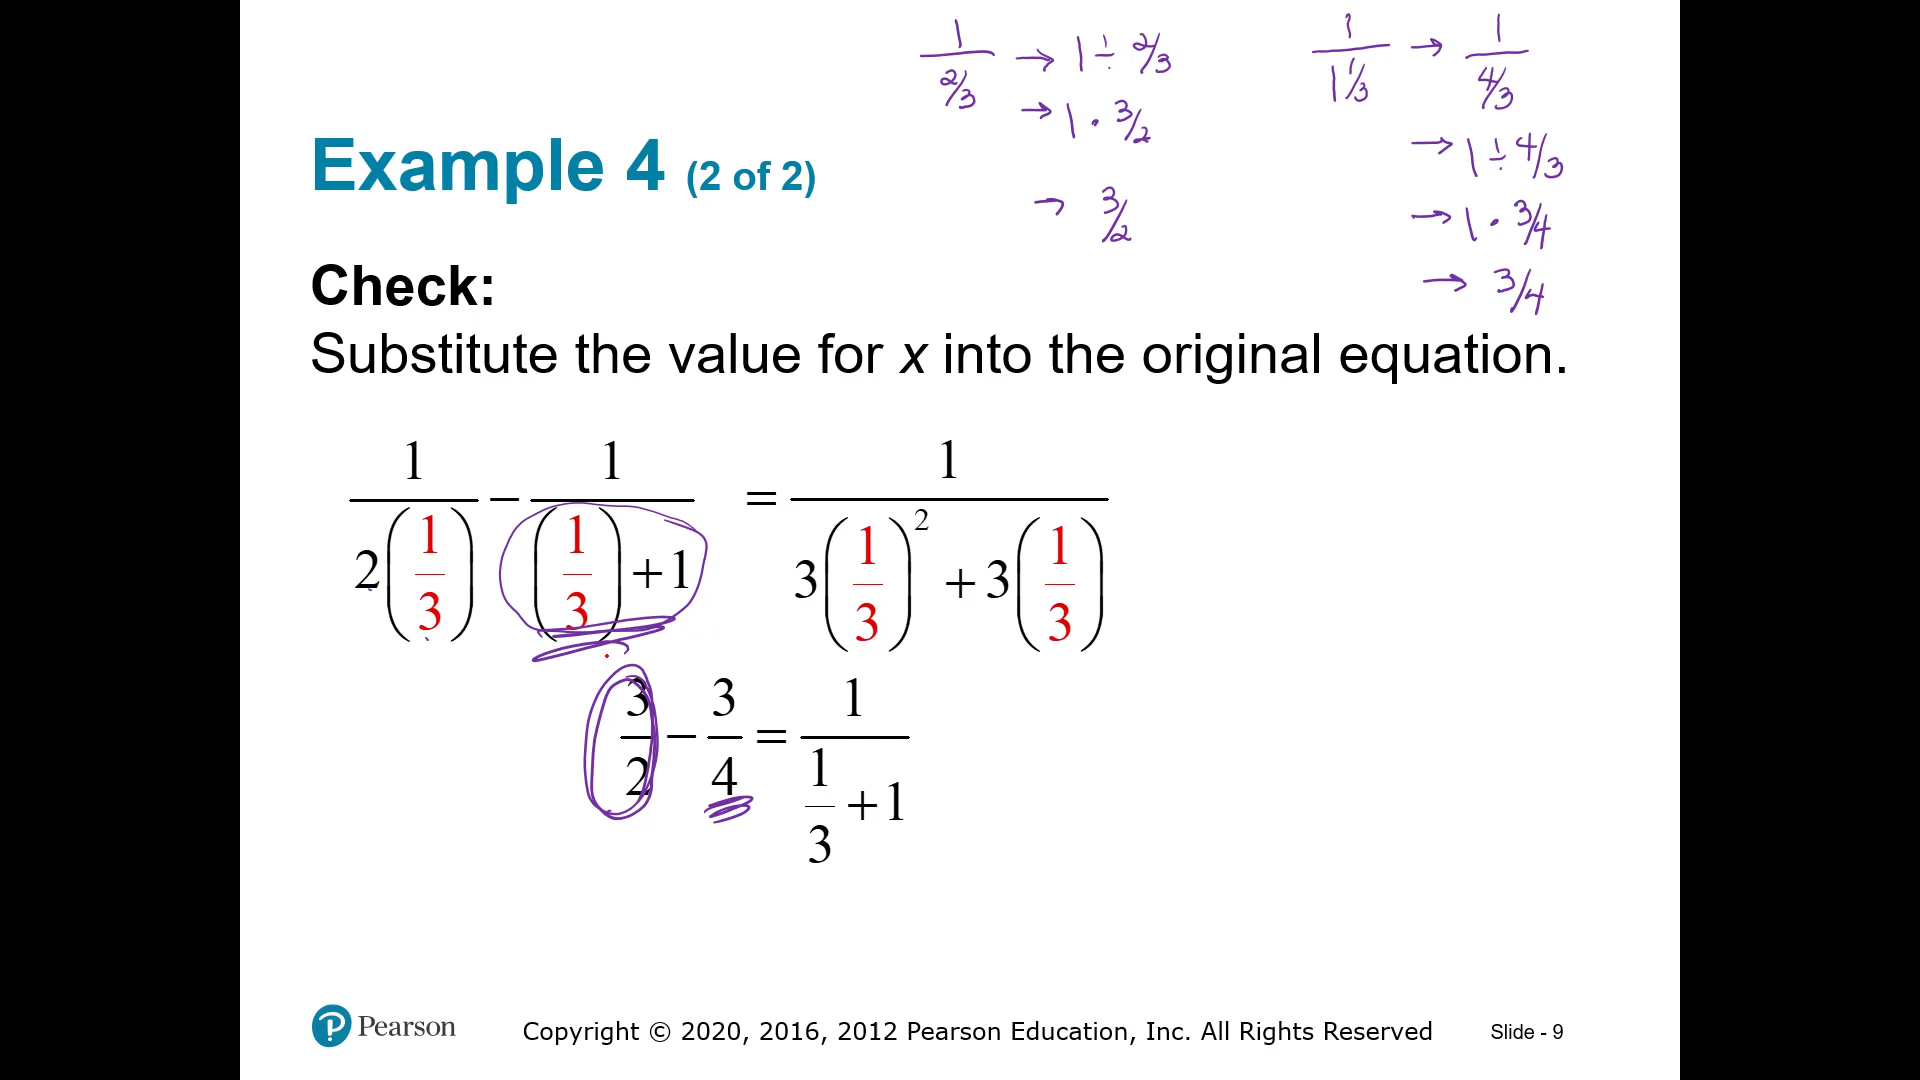 1/(2/3) → 1 ÷ 2/3
→ 1 · 3/2
→ 3/2
1/(1 1/3) → 1/(4/3)
→ 1 ÷ 4/3
→ 1 · 3/4
→ 3/4
Example 4 (2 of 2)
Check:
Substitute the value for x into the original equation.
1/(2(1/3)) − 1/((1/3)+1) = 1/(3(1/3)² + 3(1/3))
3/2 − 3/4 = 1/(1/3 + 1)
Pearson
Copyright © 2020, 2016, 2012 Pearson Education, Inc. All Rights Reserved
Slide - 9